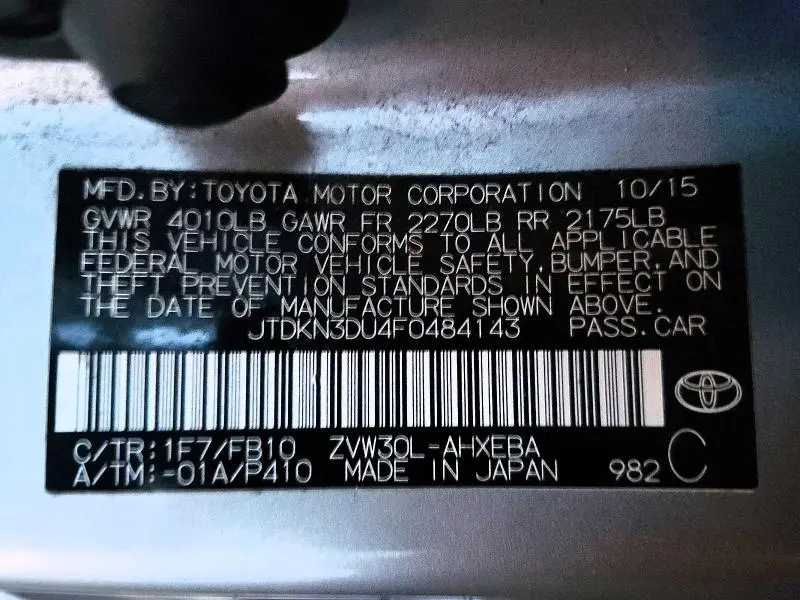 MFD.BY:TOYOTA MOTOR CORPORATION 10/15
GVWR 4010LB GAWR FR 2270LB RR 2175LB
THIS VEHICLE CONFORMS TO ALL APPLICABLE
FEDERAL MOTOR VEHICLE SAFETY,BUMPER,AND
THEFT PREVENTION STANDARDS IN EFFECT ON
THE DATE OF MANUFACTURE SHOWN ABOVE.
JTDKN3DU4F0484143 PASS.CAR
C/TR:1F7/FB10 ZVW30L-AHXEBA
A/TM:-01A/P410 MADE IN JAPAN 982 C